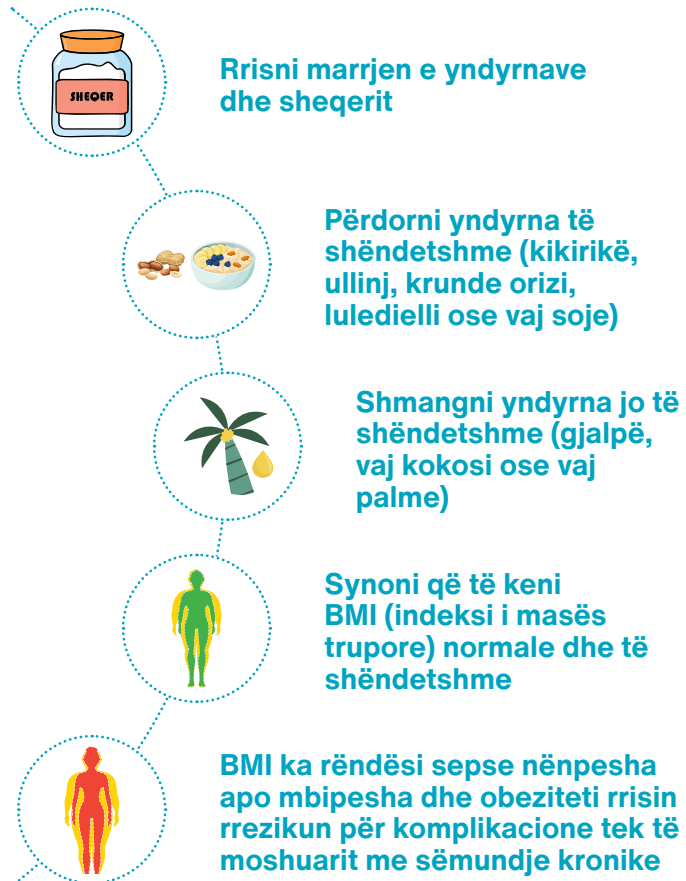 SHEQER
Rrisni marrjen e yndyrnave
dhe sheqerit
Përdorni yndyrna të
shëndetshme (kikirikë,
ullinj, krunde orizi,
luledielli ose vaj soje)
Shmangni yndyrna jo të
shëndetshme (gjalpë,
vaj kokosi ose vaj
palme)
Synoni që të keni
BMI (indeksi i masës
trupore) normale dhe të
shëndetshme
BMI ka rëndësi sepse nënpesha
apo mbipesha dhe obeziteti rrisin
rrezikun për komplikacione tek të
moshuarit me sëmundje kronike